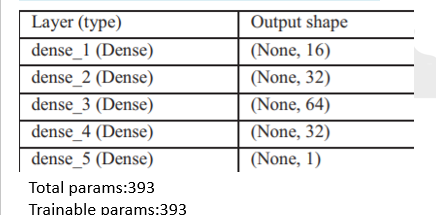 Layer (type) Output shape
dense_1 (Dense) (None, 16)
dense_2 (Dense) (None, 32)
dense_3 (Dense) (None, 64)
dense_4 (Dense) (None, 32)
dense_5 (Dense) (None, 1)
Total params:393
Trainable params:393